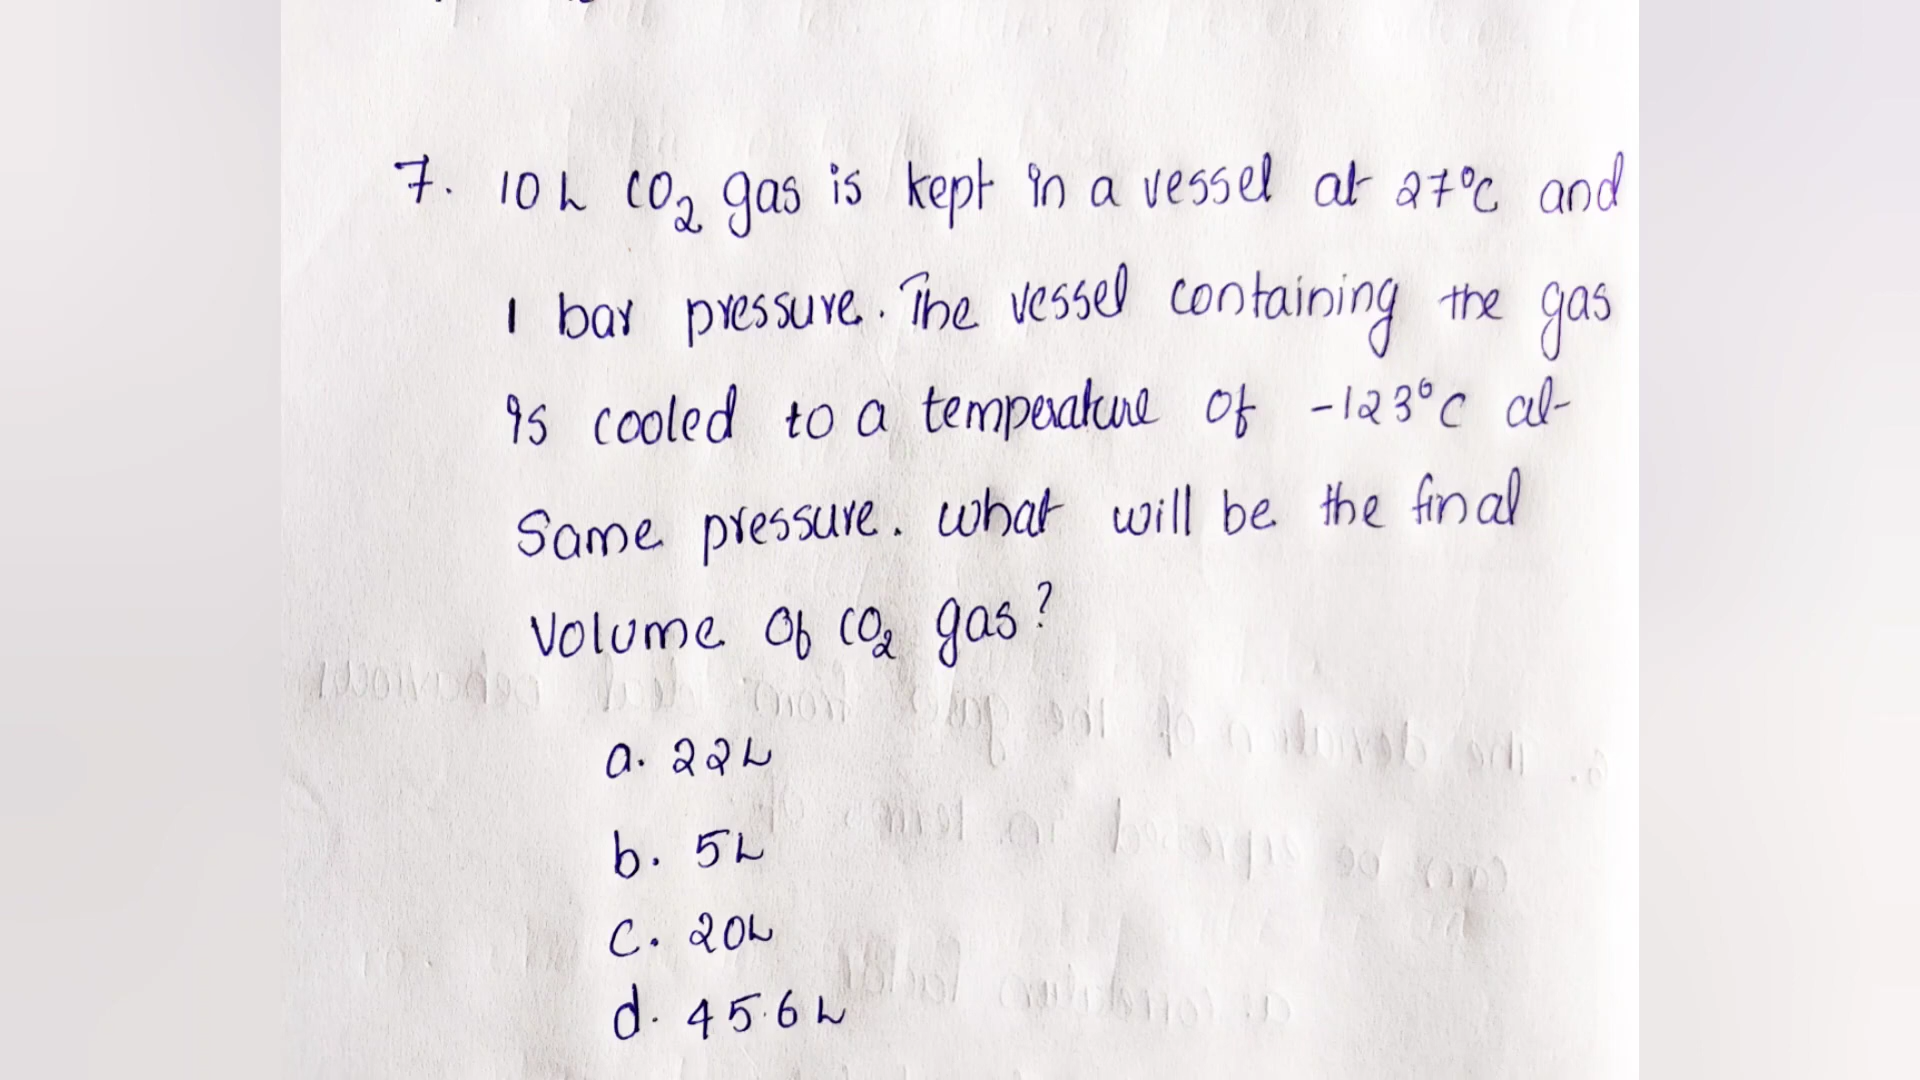 7. 10 L CO2 gas is kept in a vessel at 27°C and
1 bar pressure. The vessel containing the gas
is cooled to a temperature of -123°C at
Same pressure. what will be the final
Volume of CO2 gas?
a. 22L
b. 5L
c. 20L
d. 45.6L